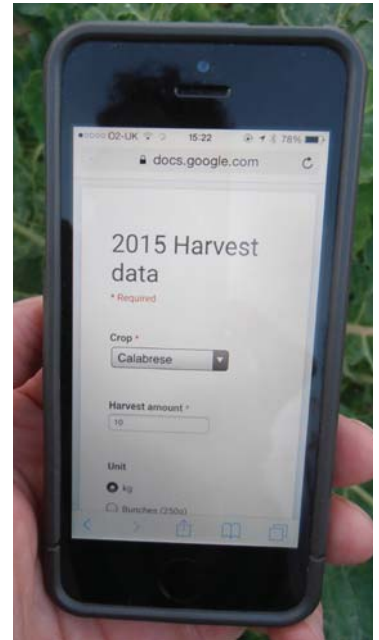 O2-UK 15:22 78%
docs.google.com
2015 Harvest
data
* Required
Crop *
Calabrese
Harvest amount *
10
Unit
kg
Bunches (250g)